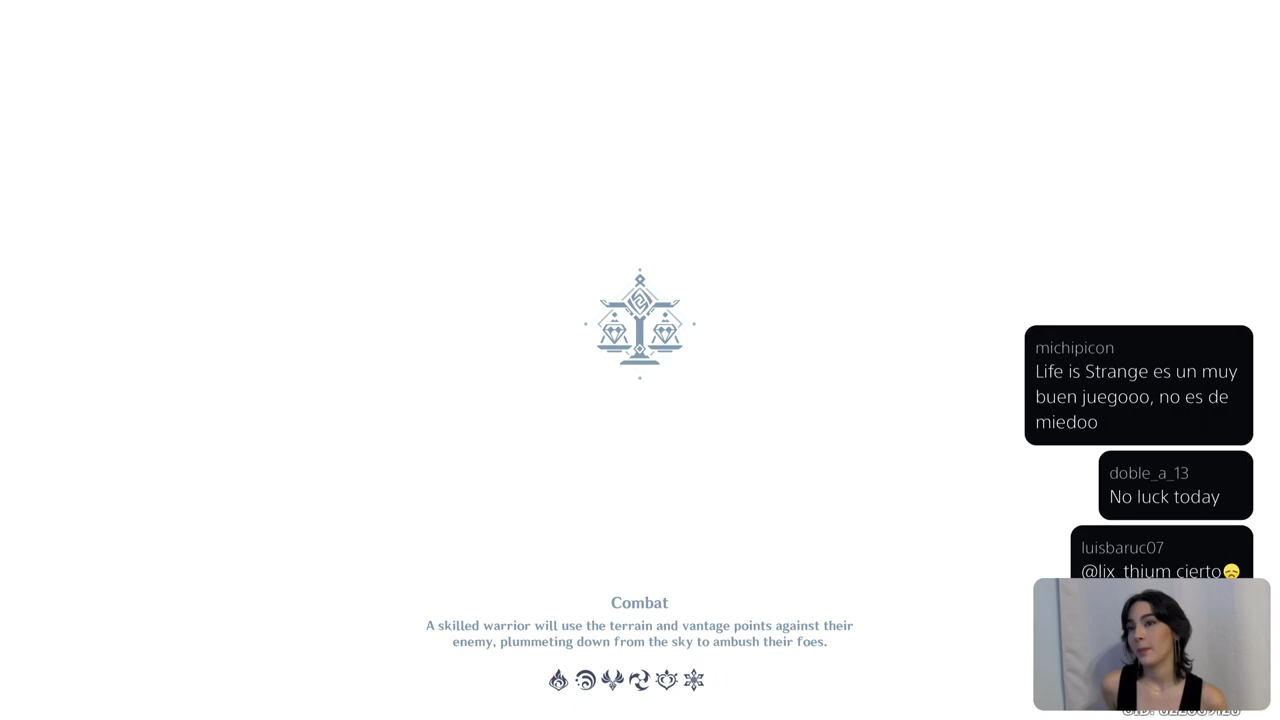 michipicon
Life is Strange es un muy
buen juegooo, no es de
miedoo
doble_a_13
No luck today
luisbaruc07
@lix_thium cierto😞
Combat
A skilled warrior will use the terrain and vantage points against their
enemy, plummeting down from the sky to ambush their foes.